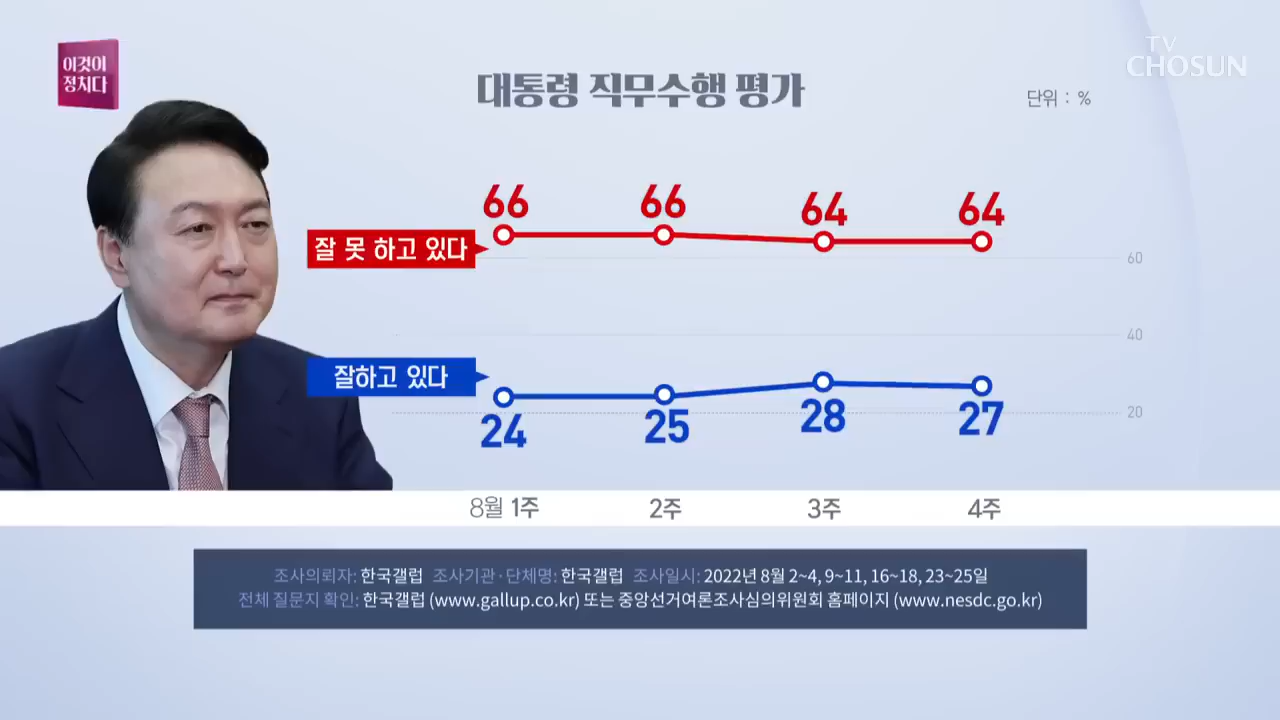 이것이
정치다
TV
CHOSUN
대통령 직무수행 평가
단위 : %
66 66 64 64
잘 못 하고 있다
60
40
잘하고 있다
20
24 25 28 27
8월 1주 2주 3주 4주
조사의뢰자: 한국갤럽 조사기관·단체명: 한국갤럽 조사일시: 2022년 8월 2~4, 9~11, 16~18, 23~25일
전체 질문지 확인: 한국갤럽 (www.gallup.co.kr) 또는 중앙선거여론조사심의위원회 홈페이지 (www.nesdc.go.kr)